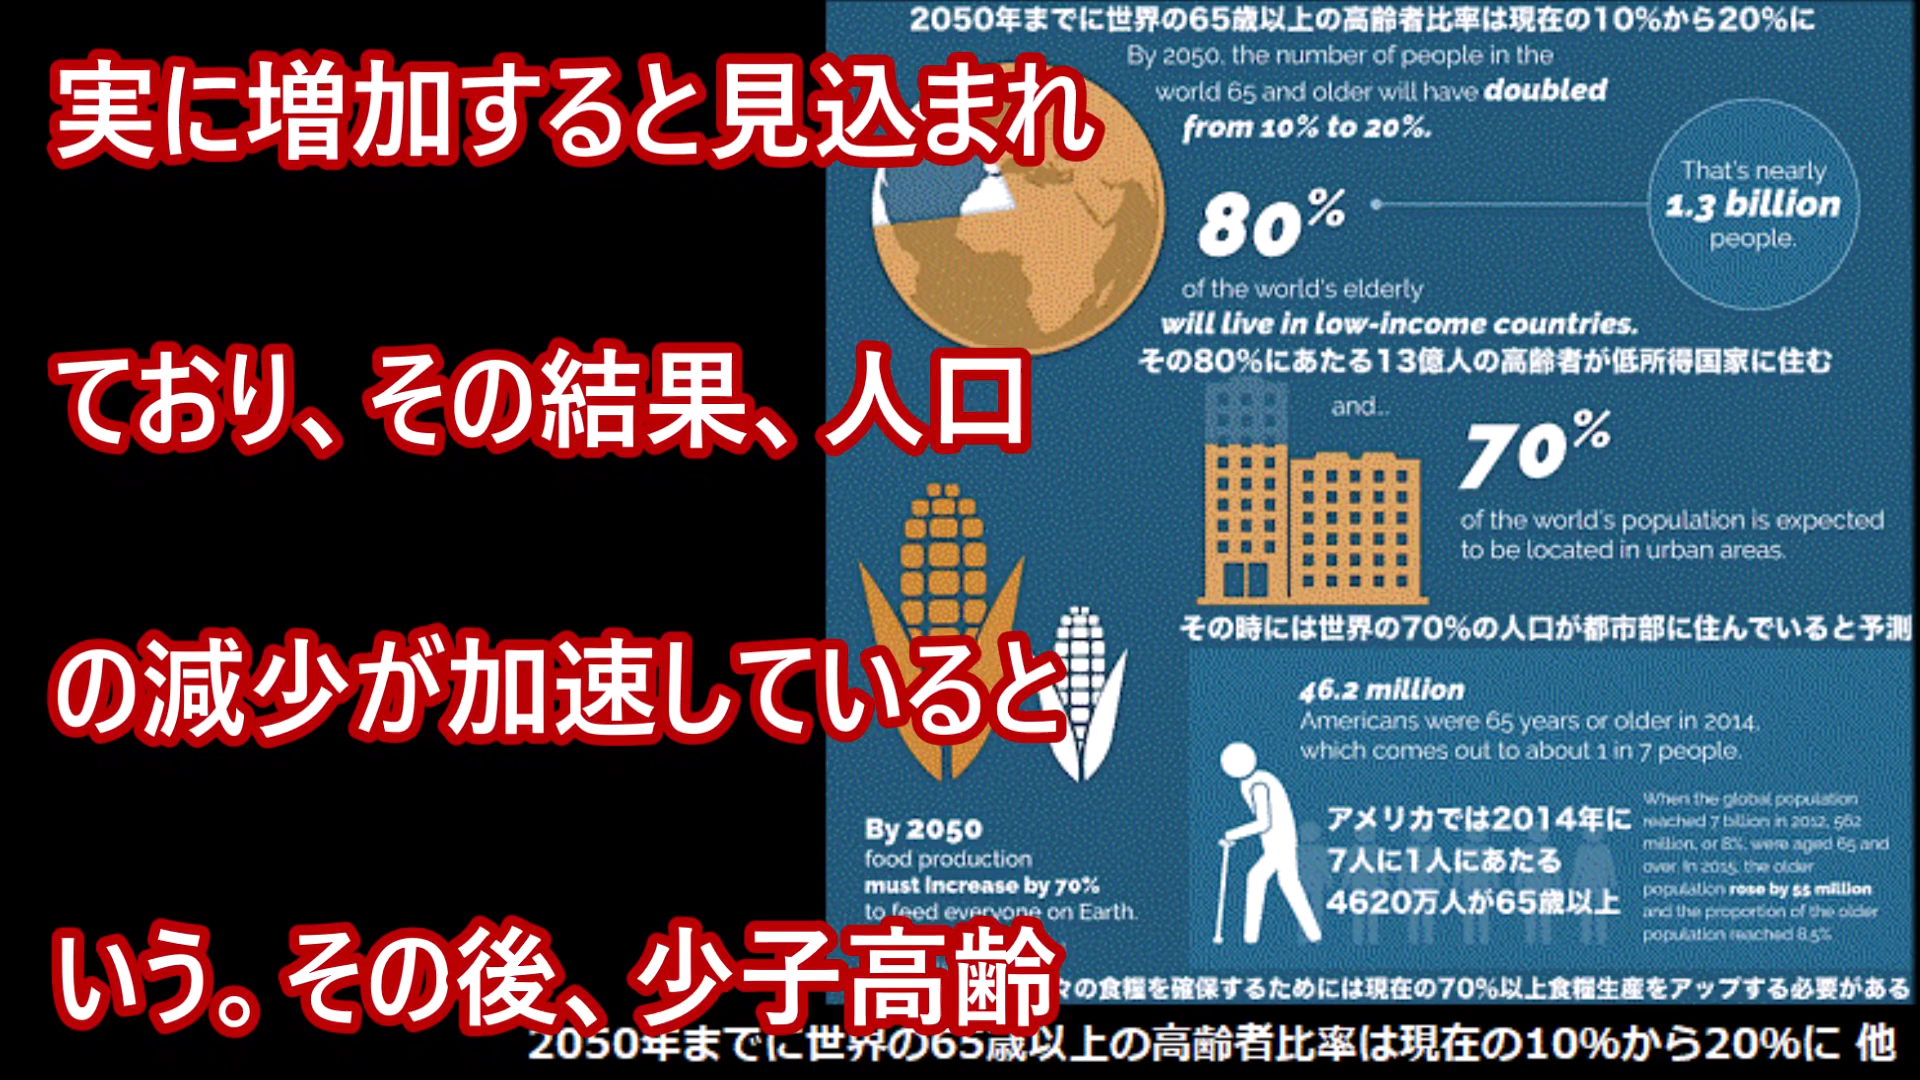 実に増加すると見込まれ
ており、その結果、人口
の減少が加速していると
いう。その後、少子高齢
2050年までに世界の65歳以上の高齢者比率は現在の10%から20%に
By 2050, the number of people in the
world 65 and older will have doubled
from 10% to 20%.
80%
That's nearly
1.3 billion
people.
of the world's elderly
will live in low-income countries.
その80%にあたる13億人の高齢者が低所得国家に住む
and...
70%
of the world's population is expected
to be located in urban areas.
その時には世界の70%の人口が都市部に住んでいると予測
46.2 million
Americans were 65 years or older in 2014,
which comes out to about 1 in 7 people.
アメリカでは2014年に
7人に1人にあたる
4620万人が65歳以上
When the global population
reached 7 billion in 2012, 562
million, or 8%, were aged 65 and
over. In 2015, the older
population rose by 55 million
and the proportion of the older
population reached 8.5%
By 2050
food production
must increase by 70%
to feed everyone on Earth.
々の食糧を確保するためには現在の70%以上食糧生産をアップする必要がある
2050年までに世界の65歳以上の高齢者比率は現在の10%から20%に 他